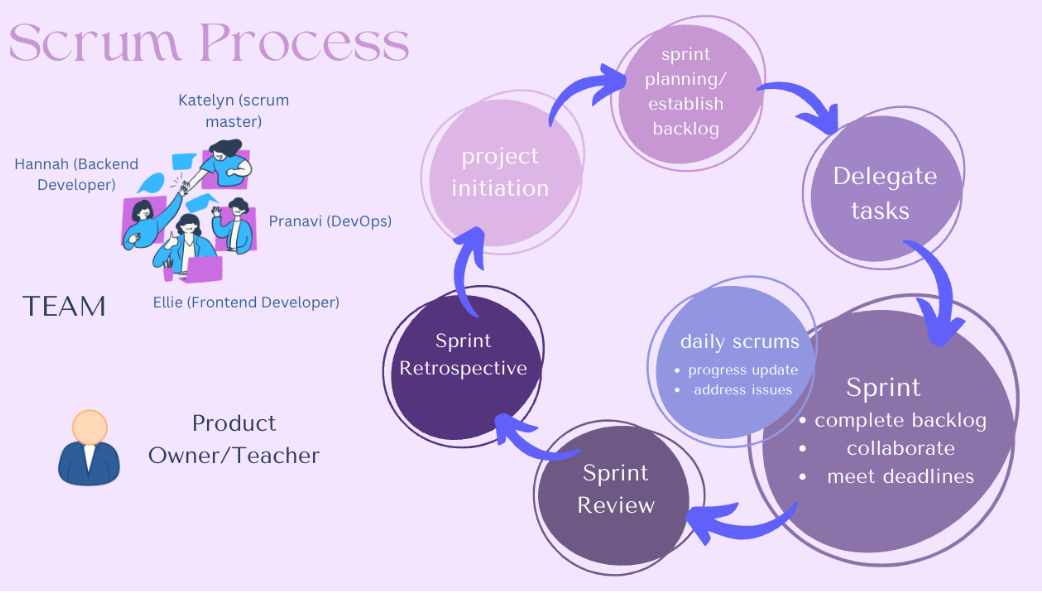 Scrum Process
Katelyn (scrum
master)
Hannah (Backend
Developer)
Pranavi (DevOps)
Ellie (Frontend Developer)
TEAM
Product
Owner/Teacher
project
initiation
sprint
planning/
establish
backlog
Delegate
tasks
Sprint
• complete backlog
• collaborate
• meet deadlines
daily scrums
• progress update
• address issues
Sprint
Review
Sprint
Retrospective